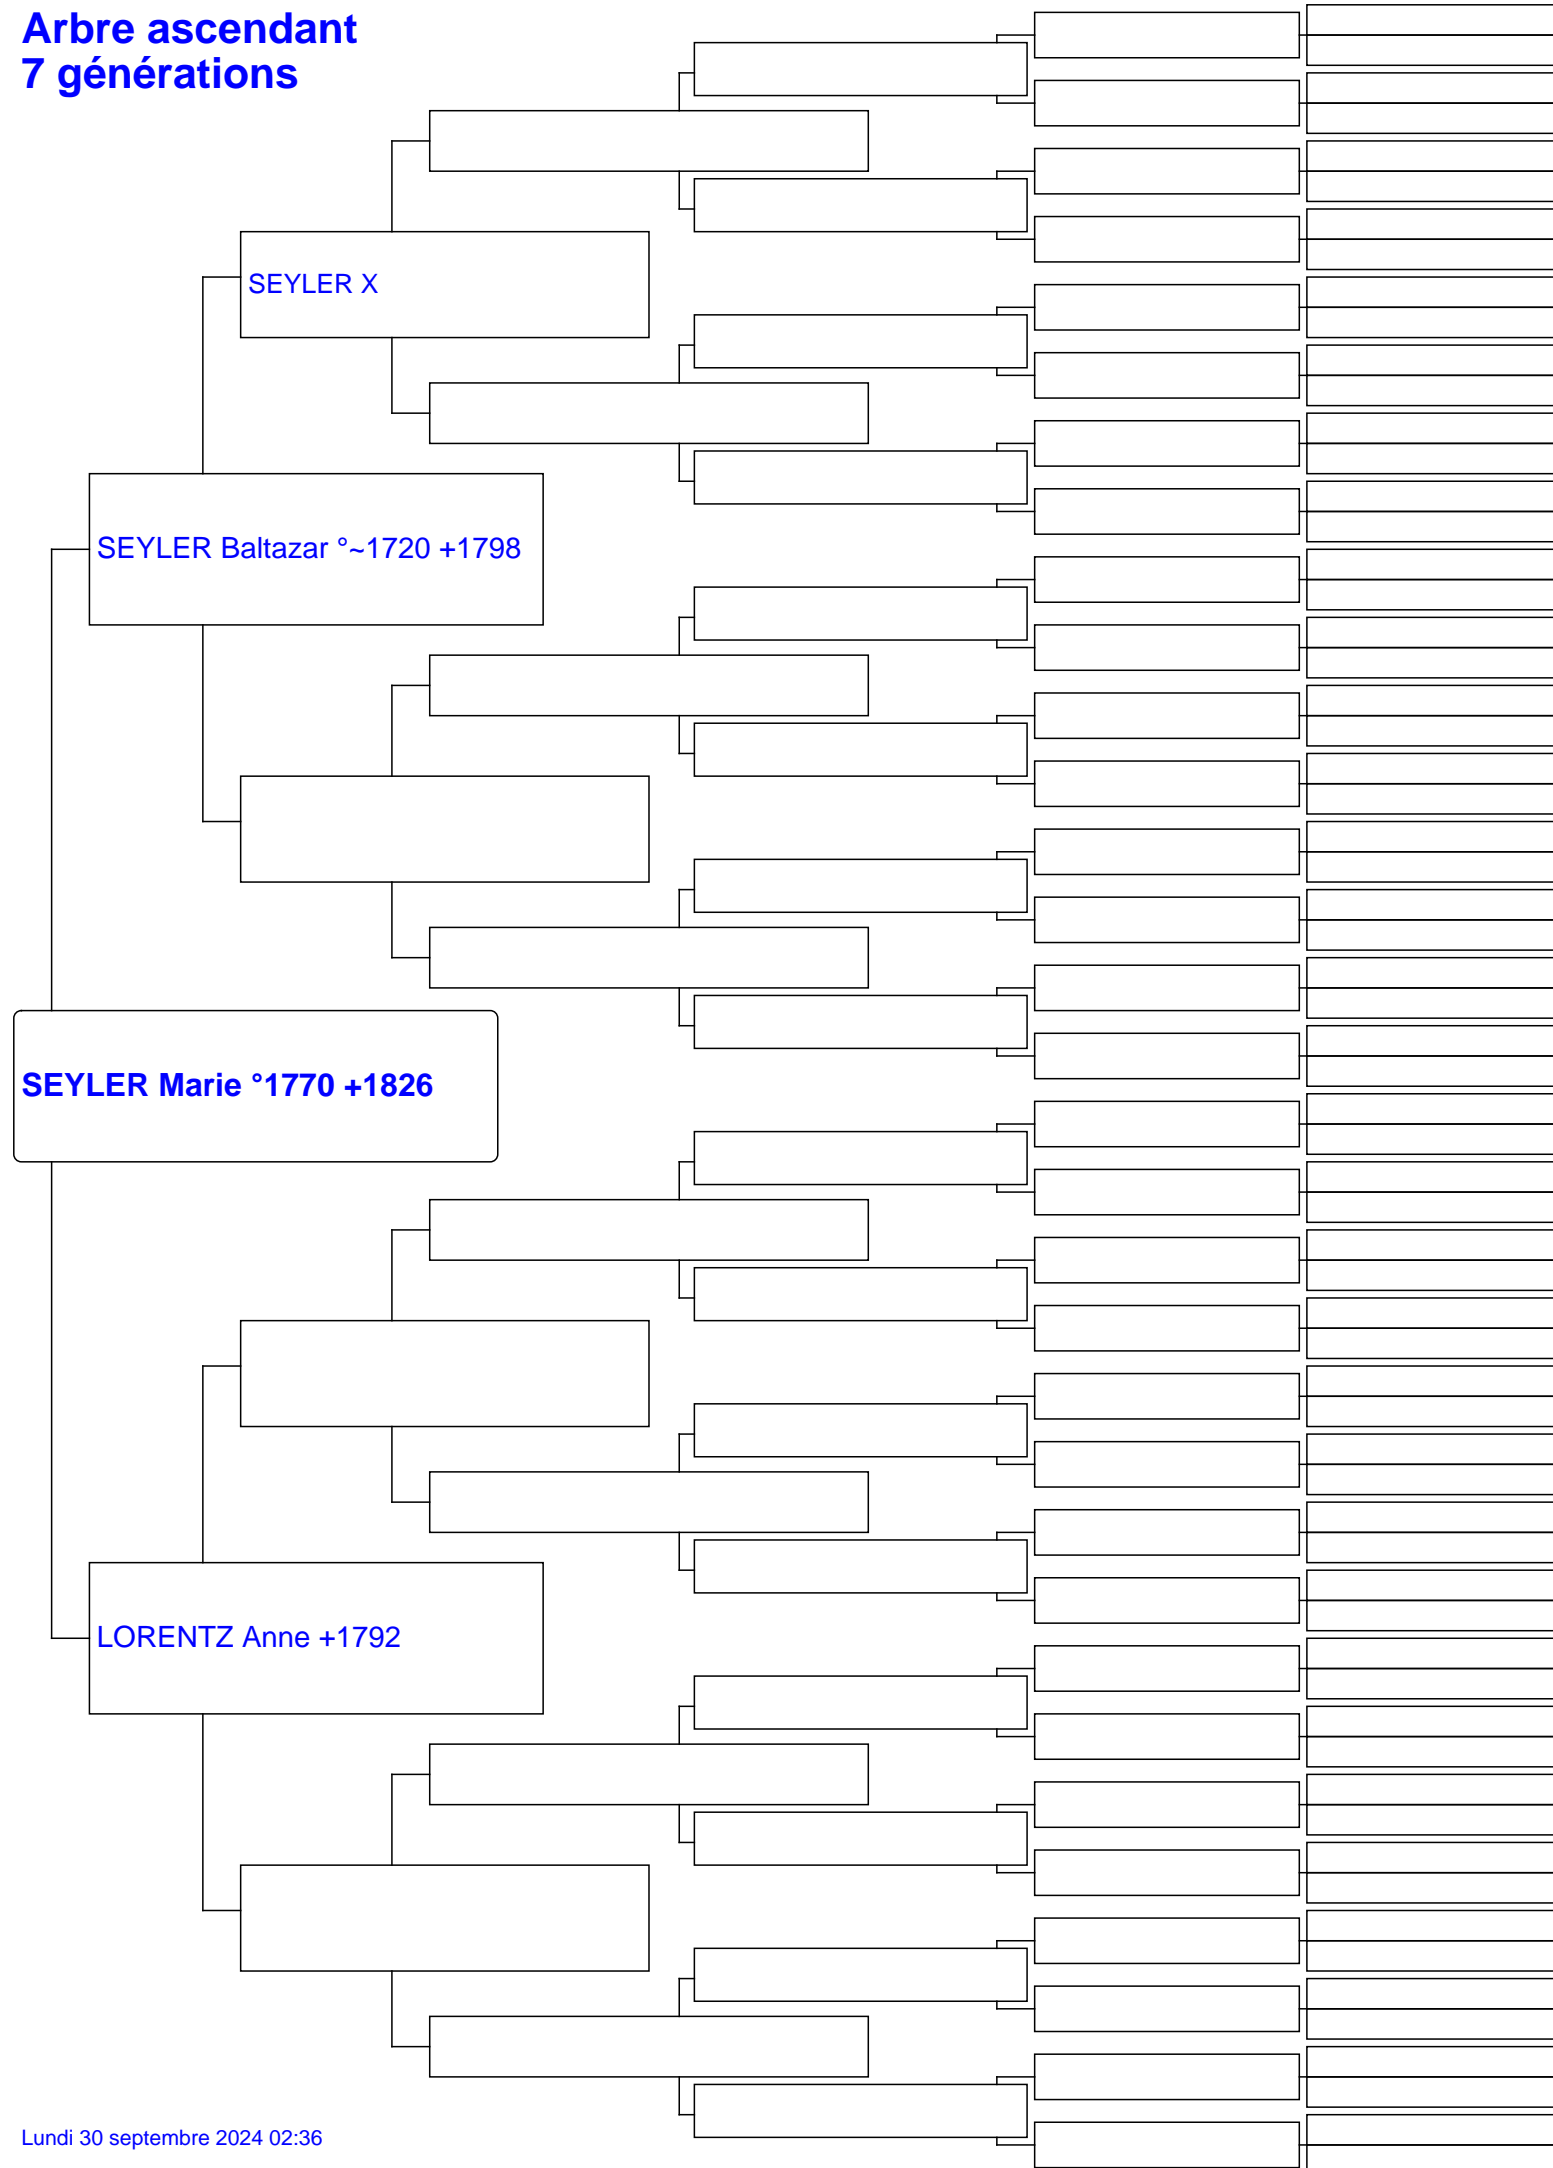 Arbre ascendant
7 générations
SEYLER X
SEYLER Baltazar °~1720 +1798
SEYLER Marie °1770 +1826
LORENTZ Anne +1792
Lundi 30 septembre 2024 02:36